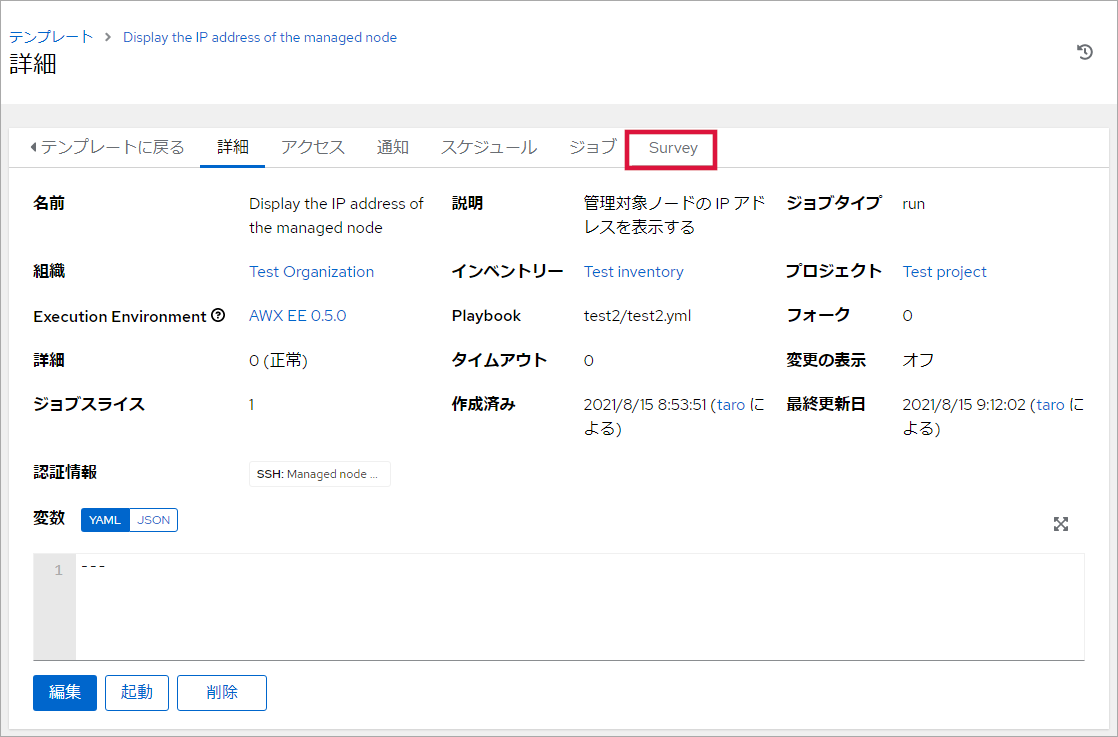 テンプレート > Display the IP address of the managed node
詳細
テンプレートに戻る 詳細 アクセス 通知 スケジュール ジョブ Survey
名前 Display the IP address of the managed node 説明 管理対象ノードの IP アドレスを表示する ジョブタイプ run
組織 Test Organization インベントリー Test inventory プロジェクト Test project
Execution Environment AWX EE 0.5.0 Playbook test2/test2.yml フォーク 0
詳細 0 (正常) タイムアウト 0 変更の表示 オフ
ジョブスライス 1 作成済み 2021/8/15 8:53:51 (taro による) 最終更新日 2021/8/15 9:12:02 (taro による)
認証情報 SSH: Managed node ...
変数 YAML JSON
1 ---
編集 起動 削除